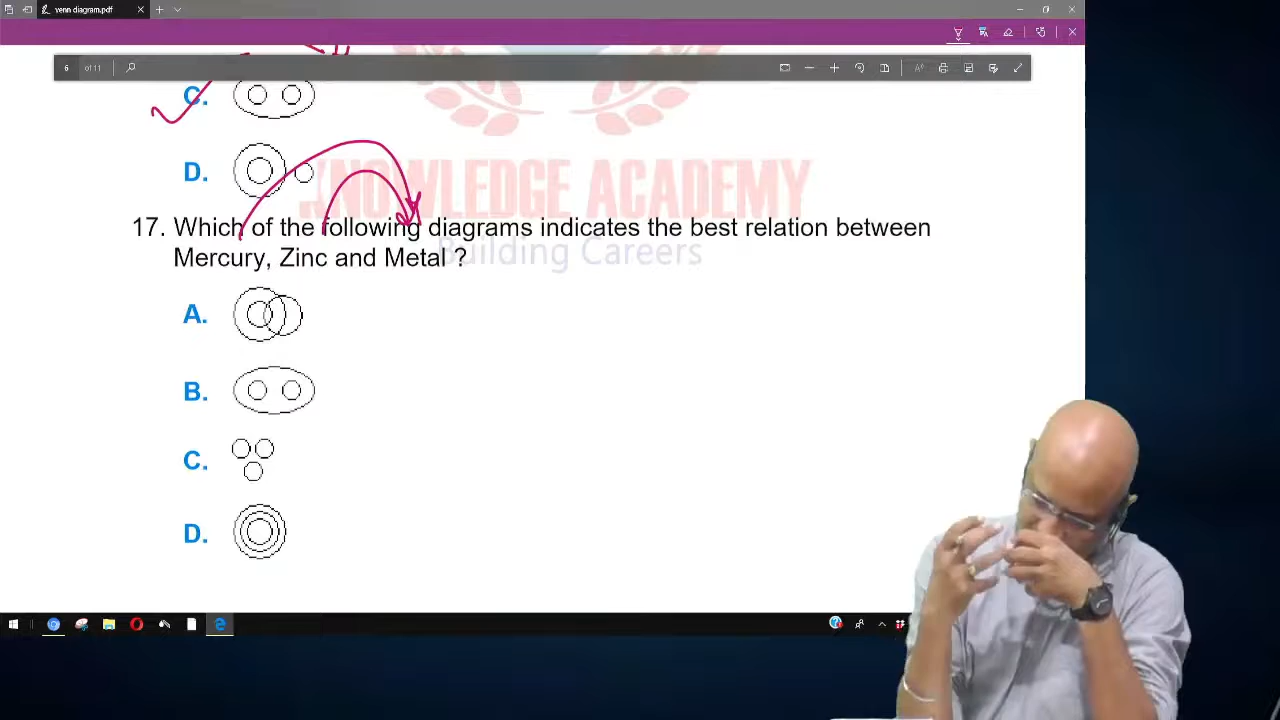 venn diagram.pdf
6 of 11
C.
D.
KNOWLEDGE ACADEMY
17. Which of the following diagrams indicates the best relation between
Building Careers
Mercury, Zinc and Metal ?
A.
B.
C.
D.